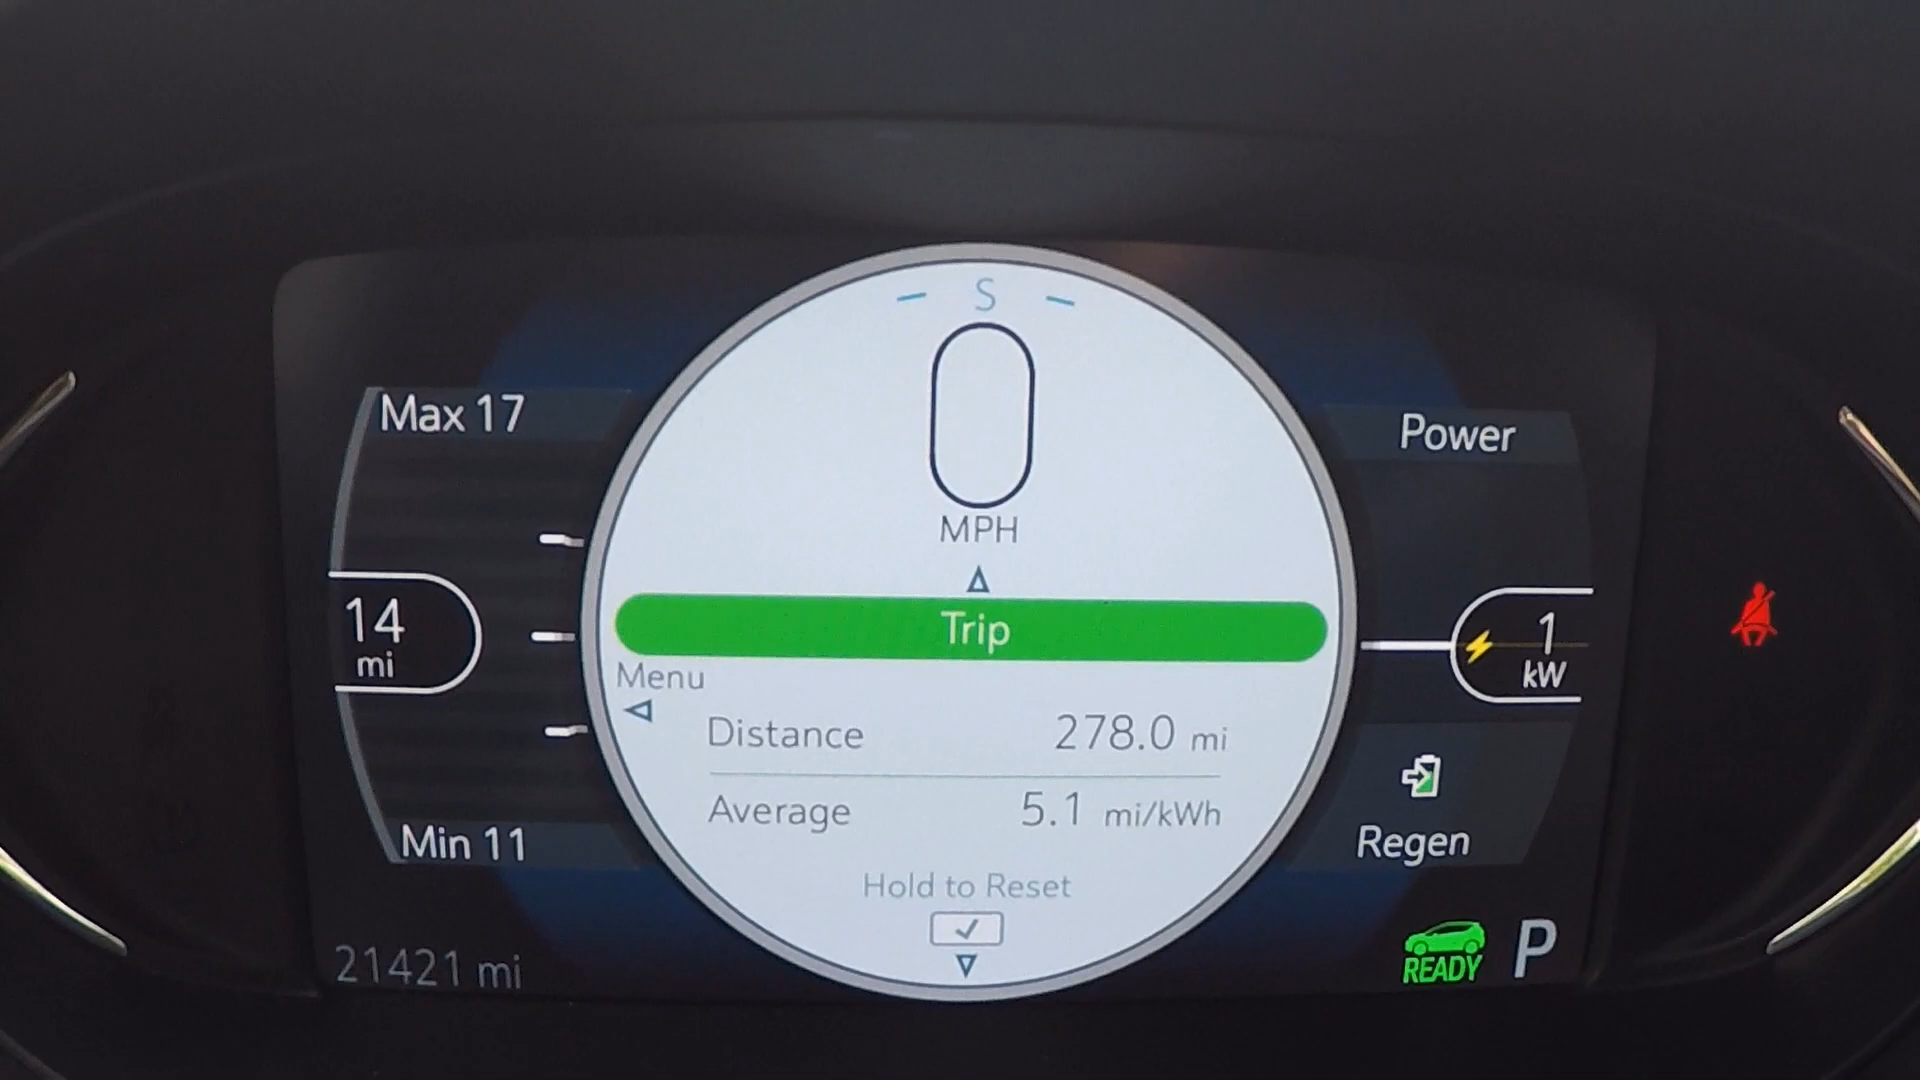 S
0
MPH
Max 17
Power
14
mi
Trip
1
kW
Menu
Distance 278.0 mi
Average 5.1 mi/kWh
Min 11
Regen
Hold to Reset
21421 mi
READY
P